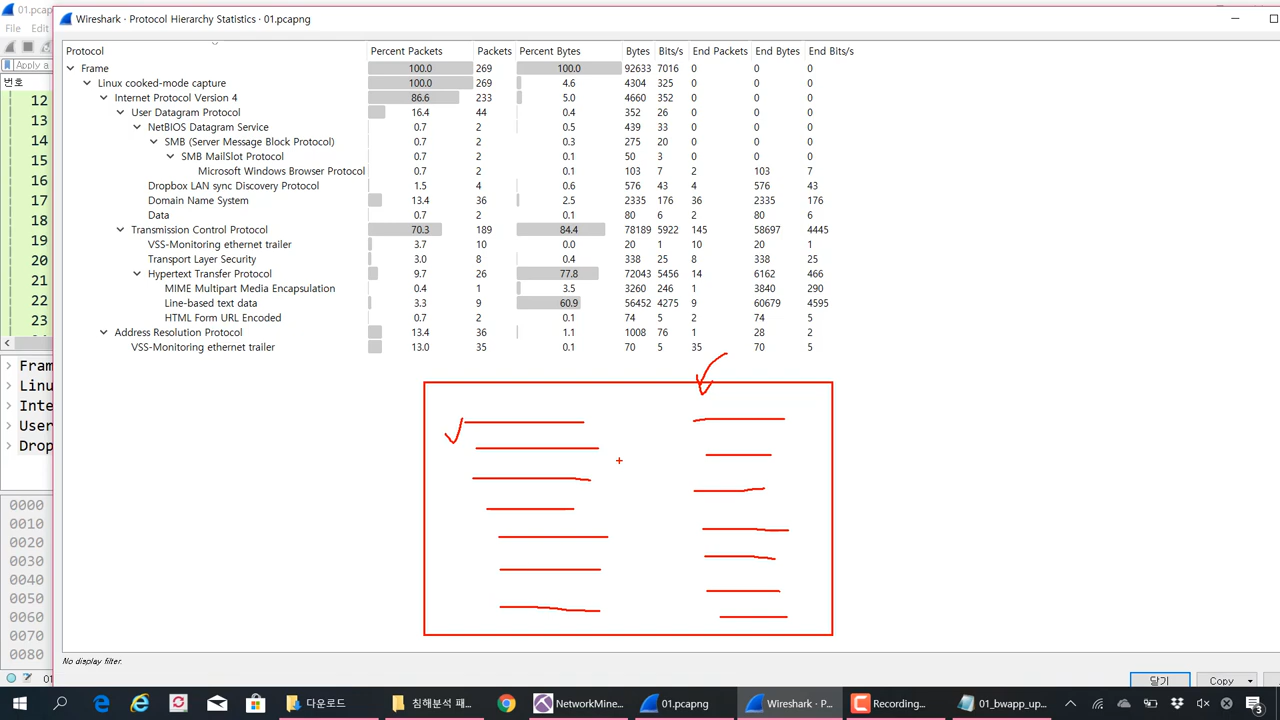 01.pcapng
File Edit
Apply a
번호
12
13
14
15
16
17
18
19
20
21
22
23
Fram
Linu
Inte
User
Drop
0000
0010
0020
0030
0040
0050
0060
0070
0080
01
Wireshark · Protocol Hierarchy Statistics · 01.pcapng
Protocol Percent Packets Packets Percent Bytes Bytes Bits/s End Packets End Bytes End Bits/s
Frame 100.0 269 100.0 92633 7016 0 0 0
Linux cooked-mode capture 100.0 269 4.6 4304 325 0 0 0
Internet Protocol Version 4 86.6 233 5.0 4660 352 0 0 0
User Datagram Protocol 16.4 44 0.4 352 26 0 0 0
NetBIOS Datagram Service 0.7 2 0.5 439 33 0 0 0
SMB (Server Message Block Protocol) 0.7 2 0.3 275 20 0 0 0
SMB MailSlot Protocol 0.7 2 0.1 50 3 0 0 0
Microsoft Windows Browser Protocol 0.7 2 0.1 103 7 2 103 7
Dropbox LAN sync Discovery Protocol 1.5 4 0.6 576 43 4 576 43
Domain Name System 13.4 36 2.5 2335 176 36 2335 176
Data 0.7 2 0.1 80 6 2 80 6
Transmission Control Protocol 70.3 189 84.4 78189 5922 145 58697 4445
VSS-Monitoring ethernet trailer 3.7 10 0.0 20 1 10 20 1
Transport Layer Security 3.0 8 0.4 338 25 8 338 25
Hypertext Transfer Protocol 9.7 26 77.8 72043 5456 14 6162 466
MIME Multipart Media Encapsulation 0.4 1 3.5 3260 246 1 3840 290
Line-based text data 3.3 9 60.9 56452 4275 9 60679 4595
HTML Form URL Encoded 0.7 2 0.1 74 5 2 74 5
Address Resolution Protocol 13.4 36 1.1 1008 76 1 28 2
VSS-Monitoring ethernet trailer 13.0 35 0.1 70 5 35 70 5
No display filter.
닫기 Copy
다운로드 침해분석 패... NetworkMine... 01.pcapng Wireshark · P... Recording... 01_bwapp_up... 3